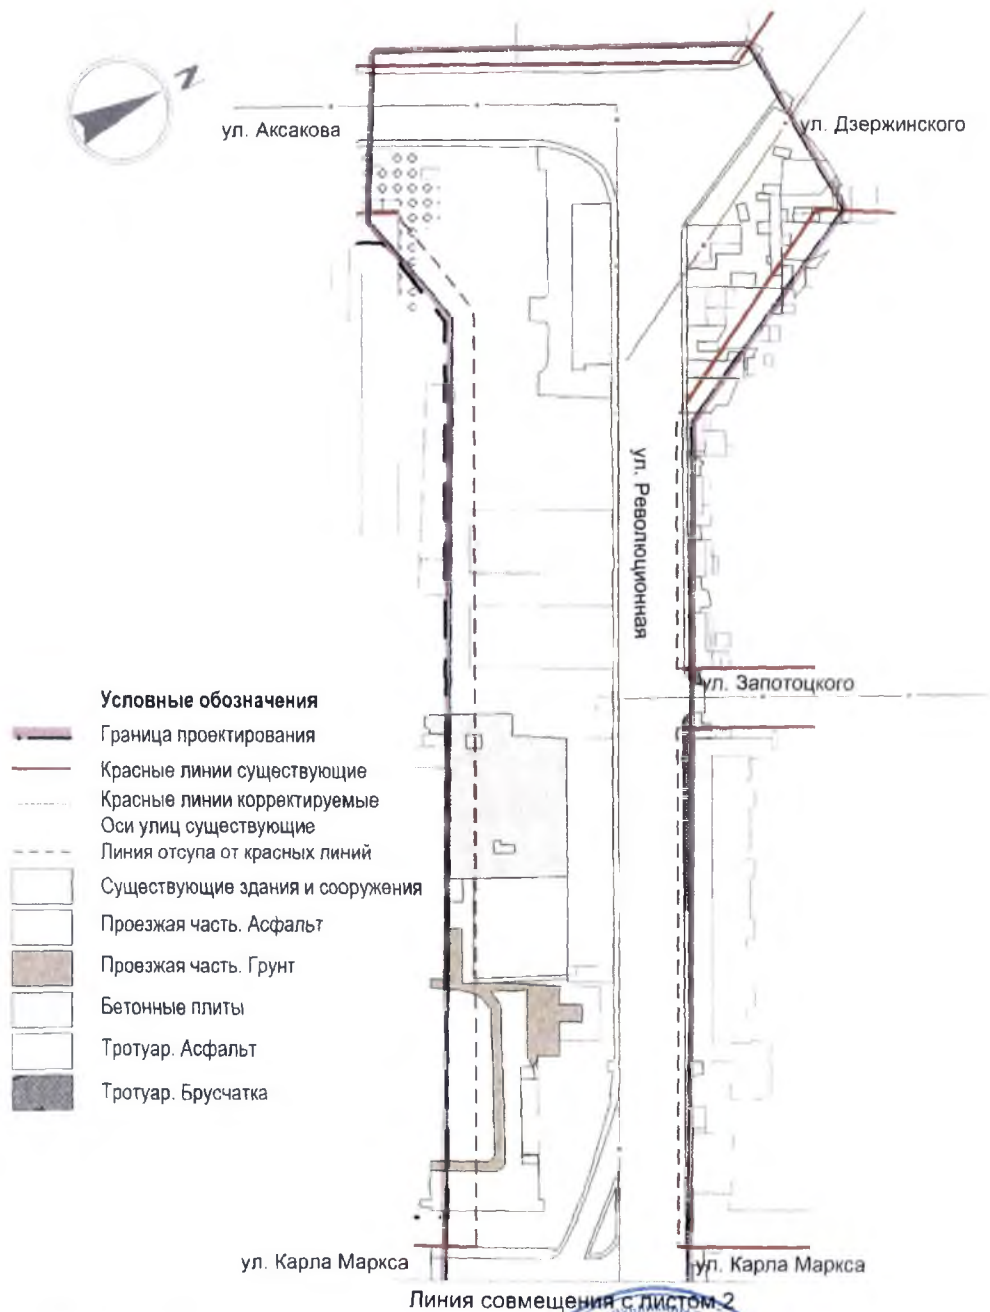 N
ул. Аксакова
ул. Дзержинского
ул. Революционная
ул. Запотоцкого
Условные обозначения
Граница проектирования
Красные линии существующие
Красные линии корректируемые
Оси улиц существующие
Линия отсупа от красных линий
Существующие здания и сооружения
Проезжая часть. Асфальт
Проезжая часть. Грунт
Бетонные плиты
Тротуар. Асфальт
Тротуар. Брусчатка
ул. Карла Маркса
ул. Карла Маркса
Линия совмещения с листом 2